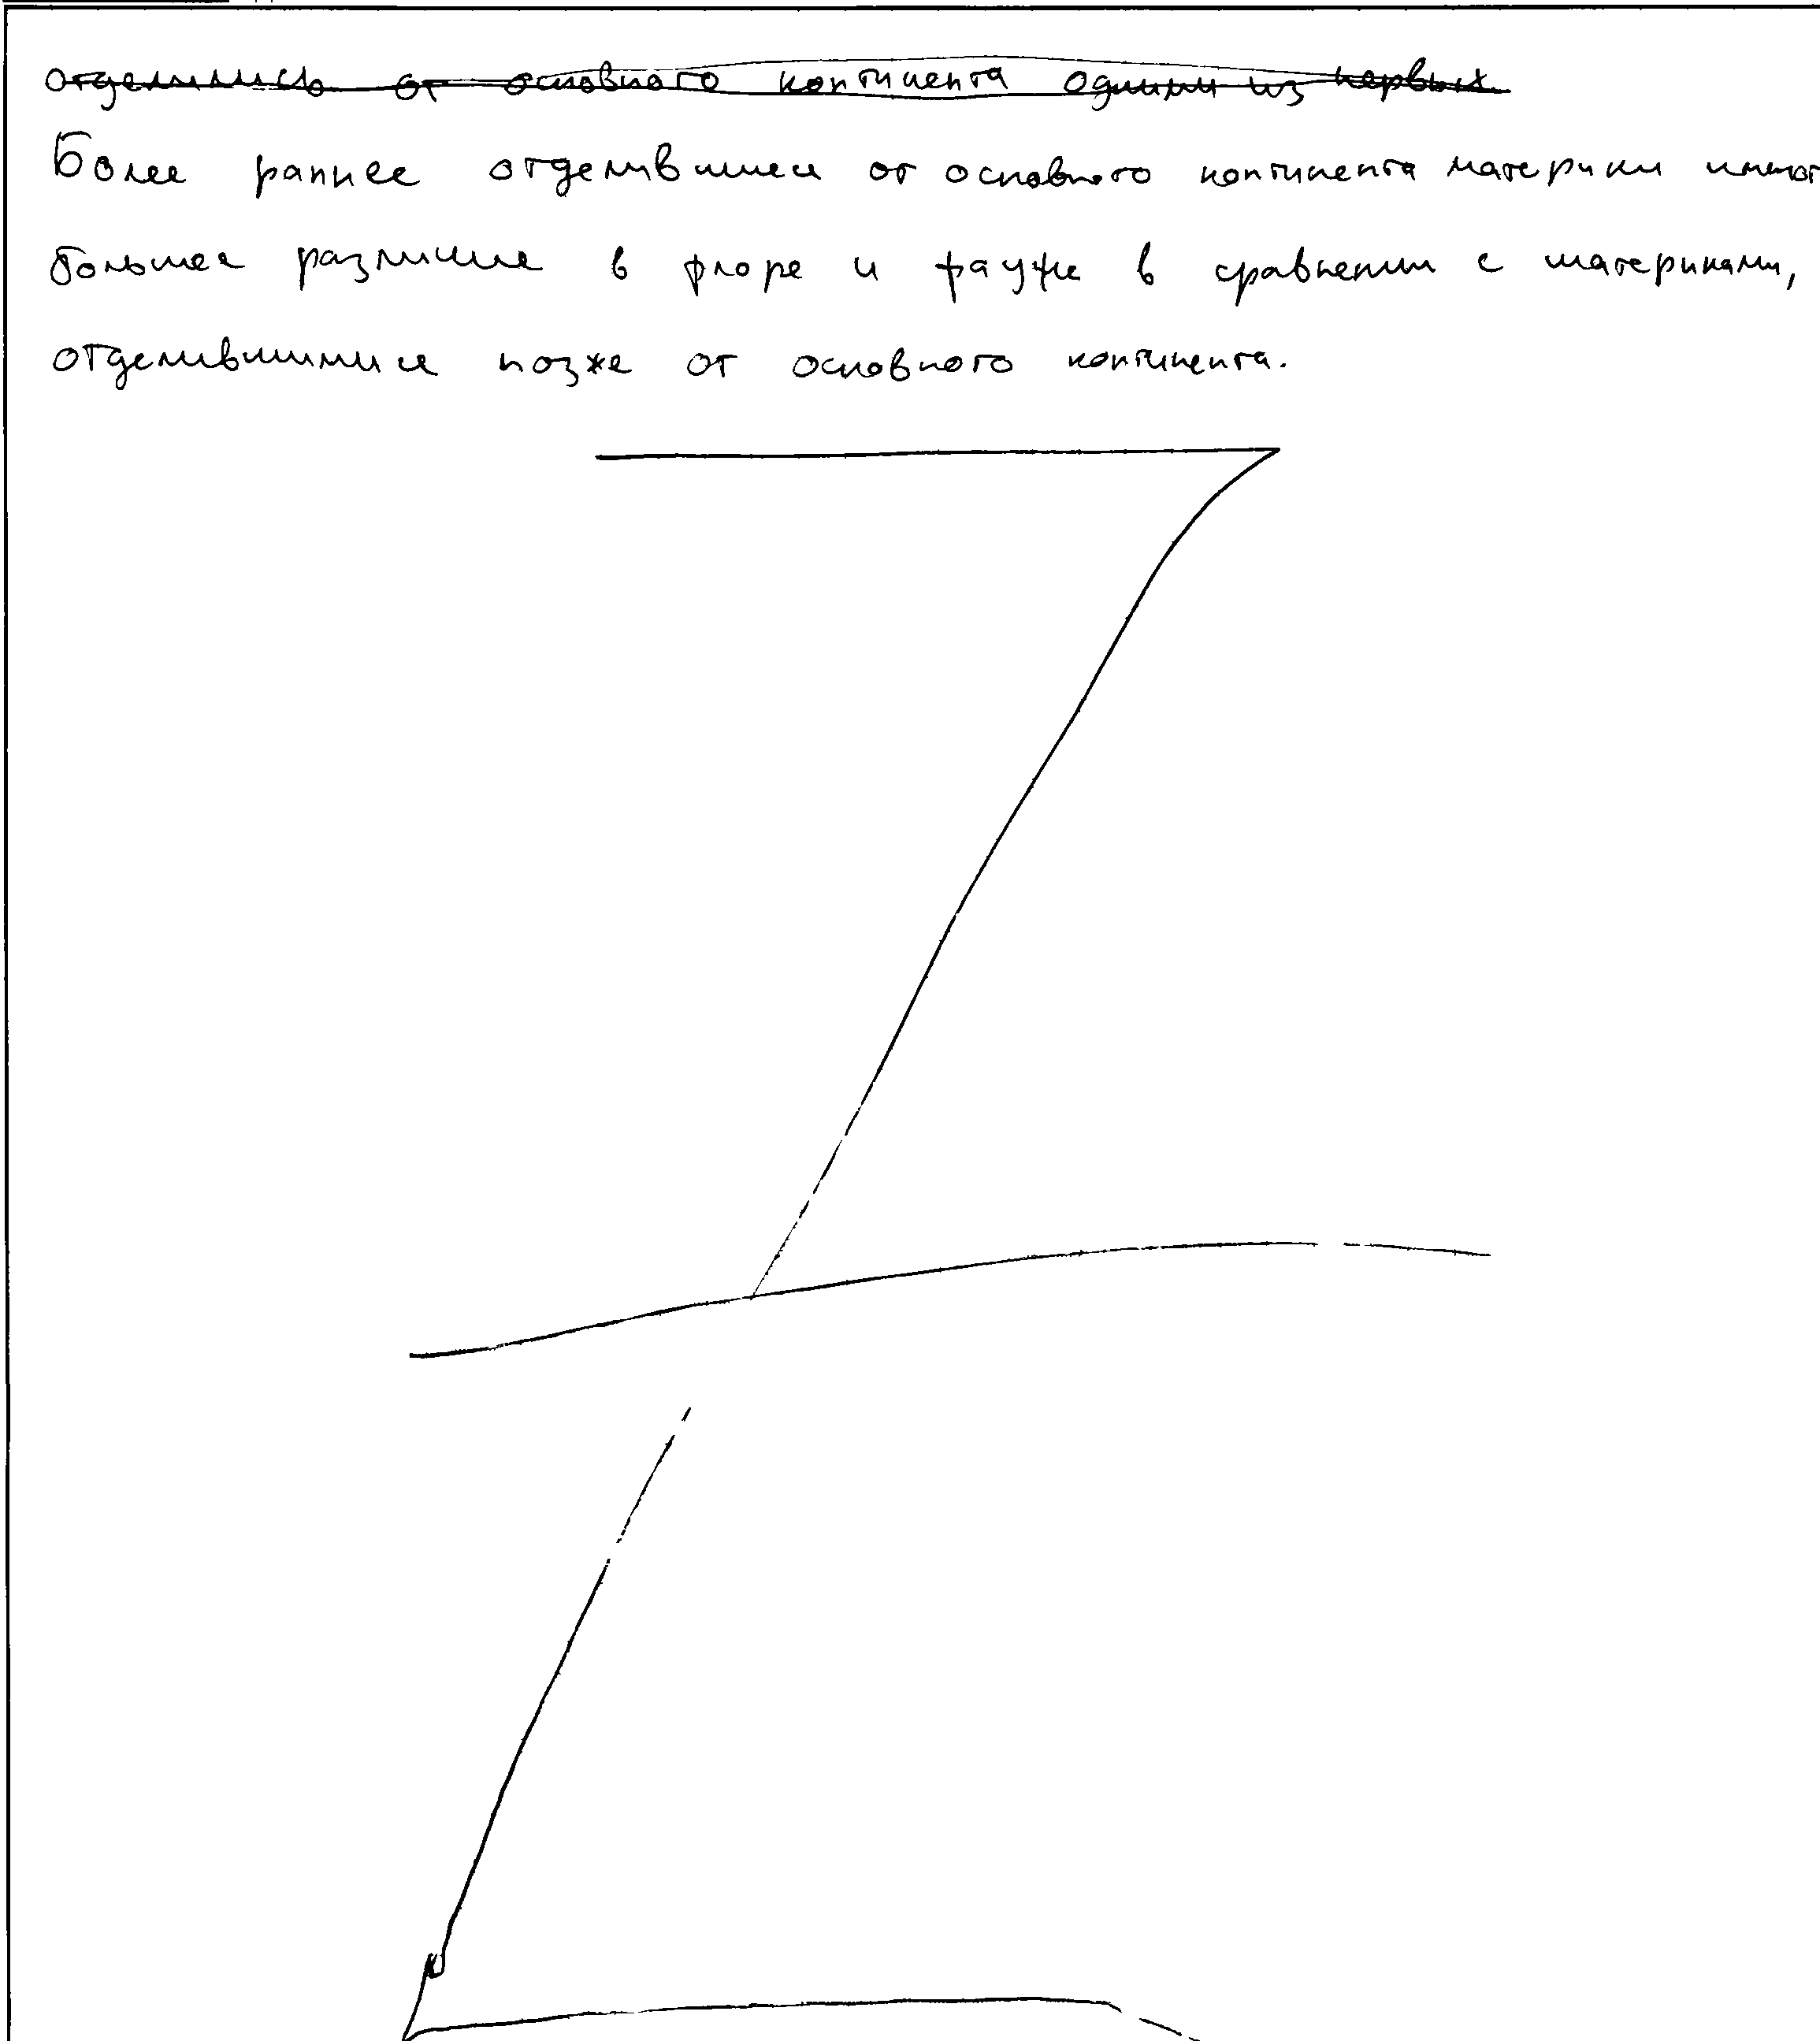 отделились от основного континента одними из первых.
Более раннее отделившиеся от основного континента материки имеют
большее различие в флоре и фауне в сравнении с материками,
отделившимися позже от основного континента.